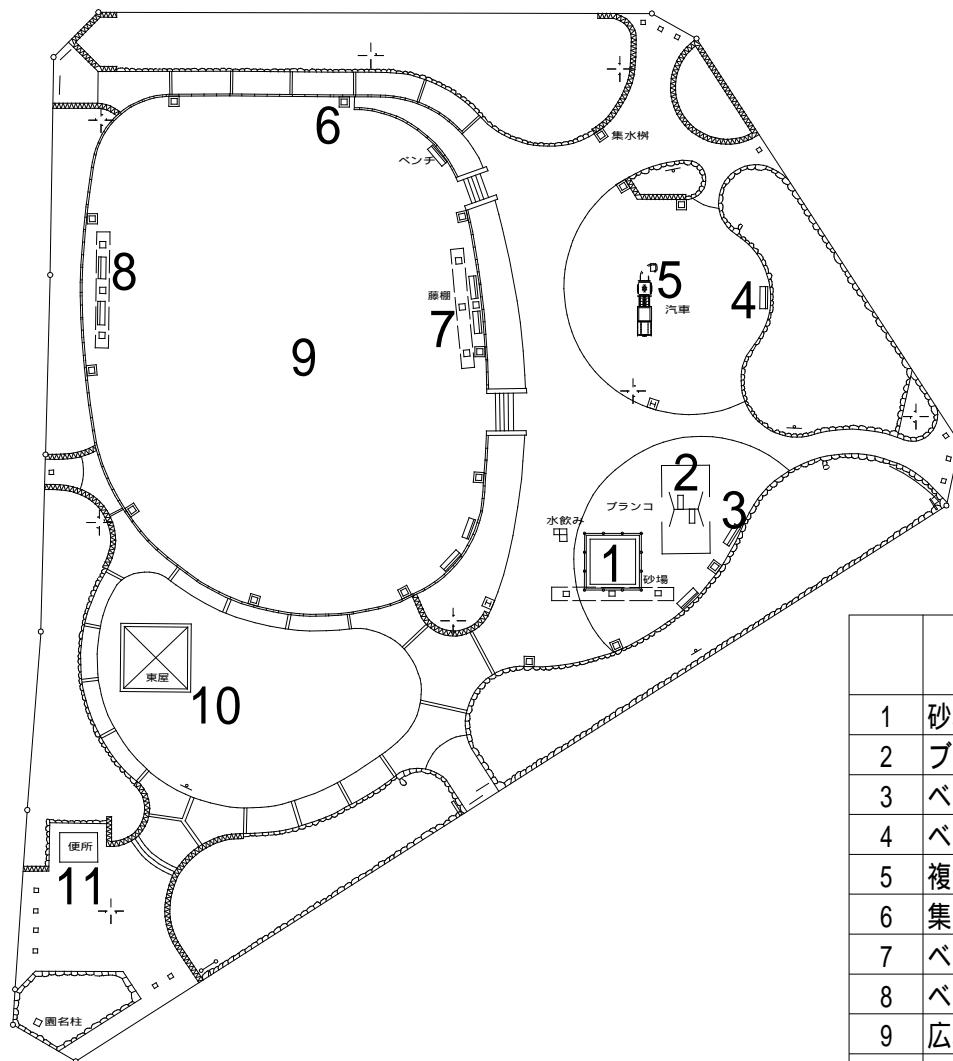 集水桝
6
ベンチ
8
5
藤棚
4
汽車
7
9
2
ブランコ
3
水飲み
1
砂場
東屋
10
便所
11
園名柱
1 砂
2 ブ
3 ベ
4 ベ
5 複
6 集
7 ベ
8 ベ
9 広